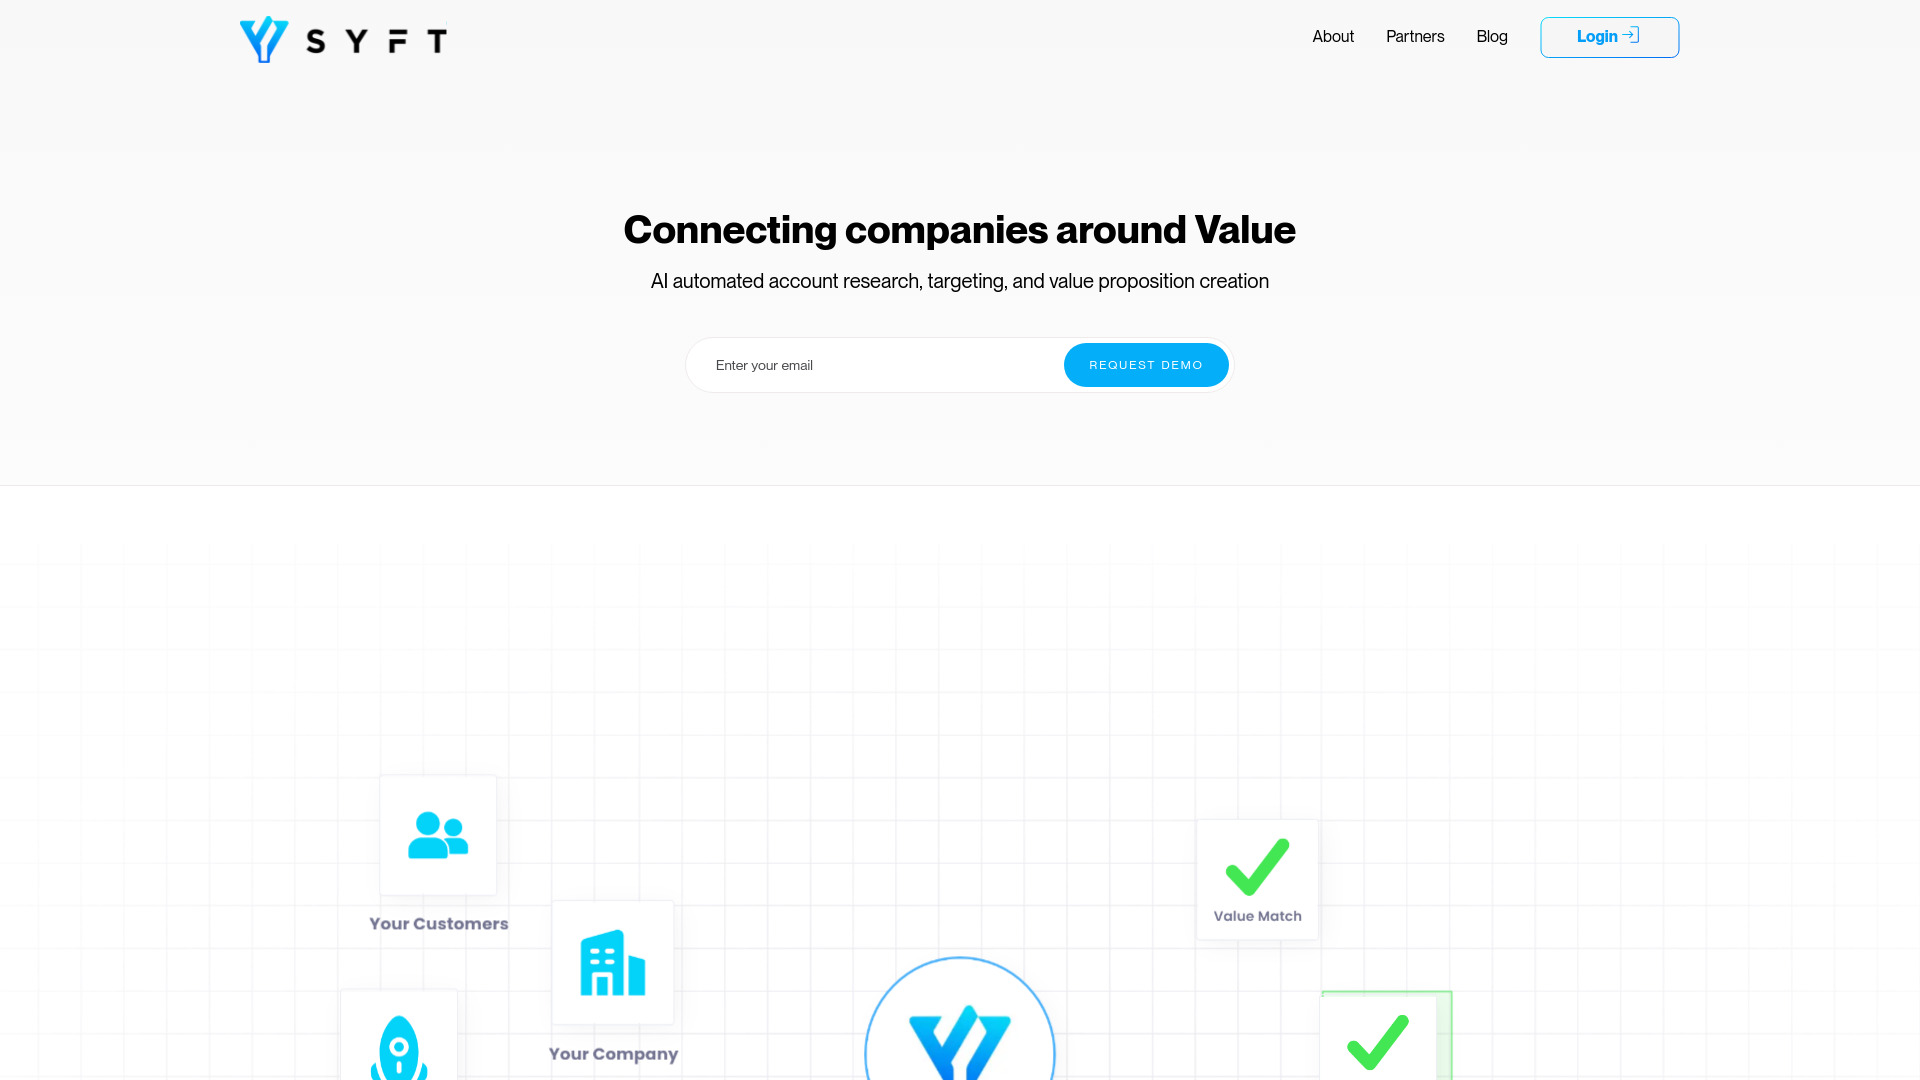 SYFT
About
Partners
Blog
Login
Connecting companies around Value
AI automated account research, targeting, and value proposition creation
Enter your email
REQUEST DEMO
Your Customers
Value Match
Your Company